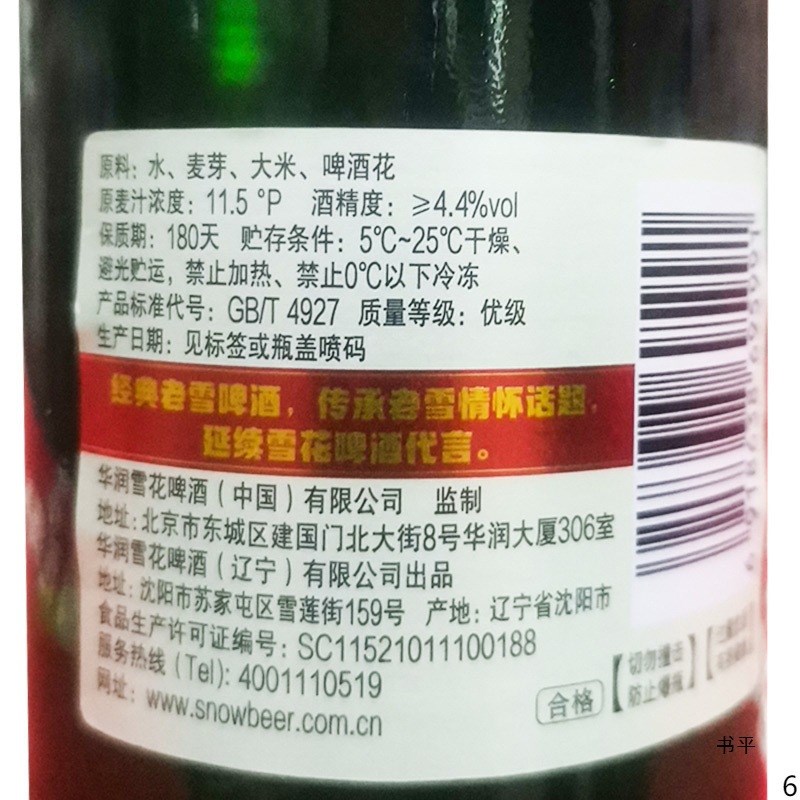 原料：水、麦芽、大米、啤酒花
原麦汁浓度：11.5 °P 酒精度：≥4.4%vol
保质期：180天 贮存条件：5℃~25℃干燥、
避光贮运，禁止加热、禁止0℃以下冷冻
产品标准代号：GB/T 4927 质量等级：优级
生产日期：见标签或瓶盖喷码
经典老雪啤酒，传承老雪情怀话题，
延续雪花啤酒代言。
华润雪花啤酒（中国）有限公司 监制
地址：北京市东城区建国门北大街8号华润大厦306室
华润雪花啤酒（辽宁）有限公司出品
地址：沈阳市苏家屯区雪莲街159号 产地：辽宁省沈阳市
食品生产许可证编号：SC11521011100188
服务热线（Tel）：4001110519
网址：www.snowbeer.com.cn
合格
【切勿撞击
防止爆瓶】
书平
6